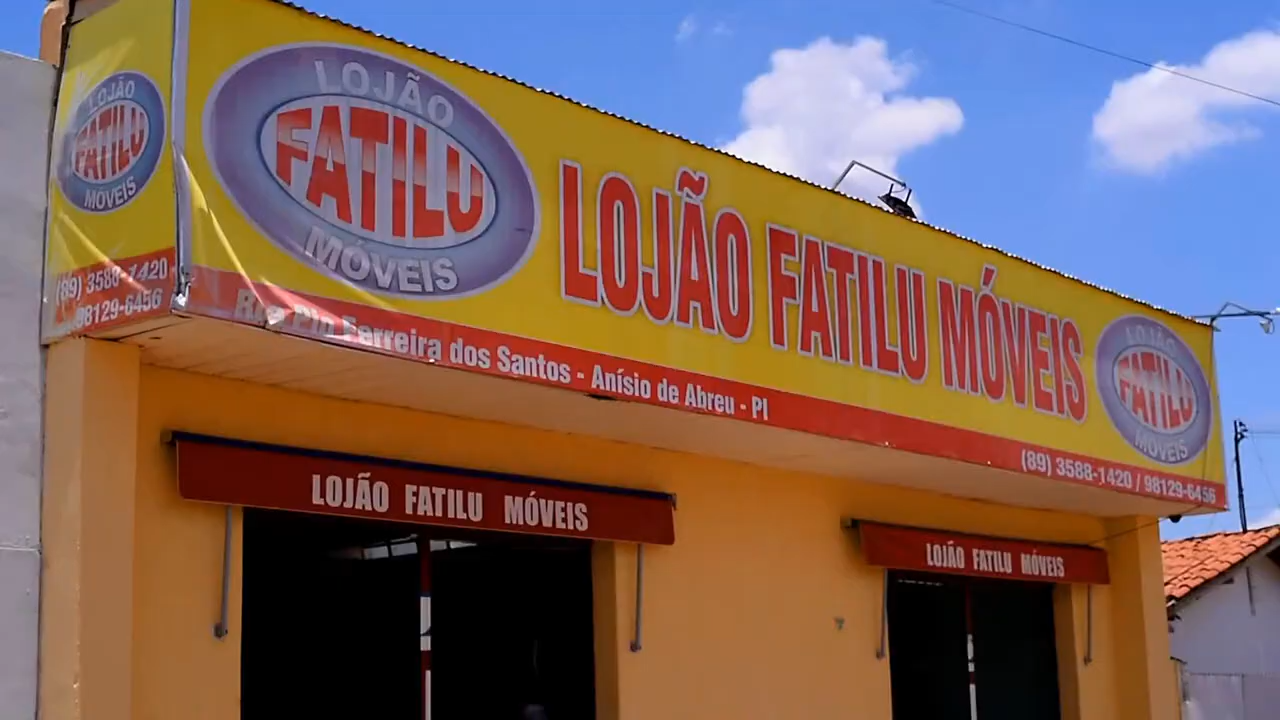 LOJÃO
FATILU
MÓVEIS
(89) 3588-1420
98129-6456
LOJÃO
FATILU
MÓVEIS
LOJÃO FATILU MÓVEIS
LOJÃO
FATILU
MÓVEIS
Ferreira dos Santos - Anísio de Abreu - PI
(89) 3588-1420 / 98129-6456
LOJÃO FATILU MÓVEIS
LOJÃO FATILU MÓVEIS